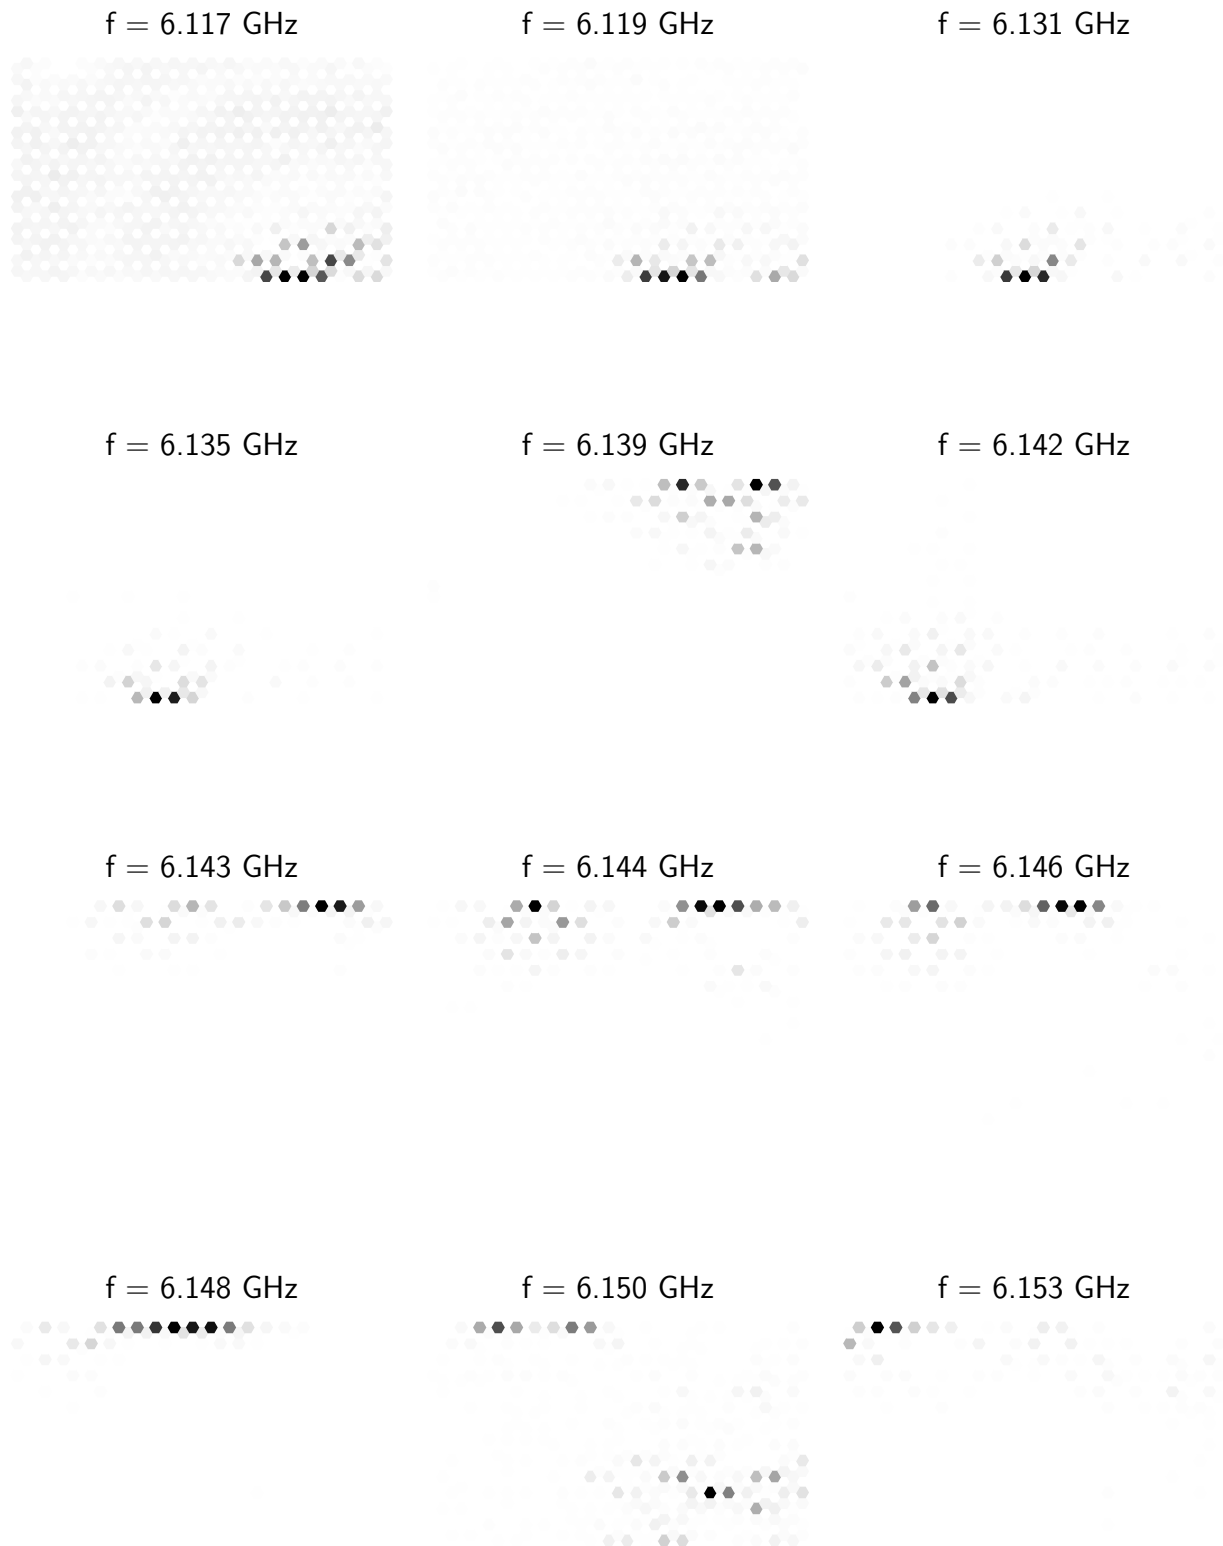 f = 6.117 GHz f = 6.119 GHz f = 6.131 GHz
f = 6.135 GHz f = 6.139 GHz f = 6.142 GHz
f = 6.143 GHz f = 6.144 GHz f = 6.146 GHz
f = 6.148 GHz f = 6.150 GHz f = 6.153 GHz